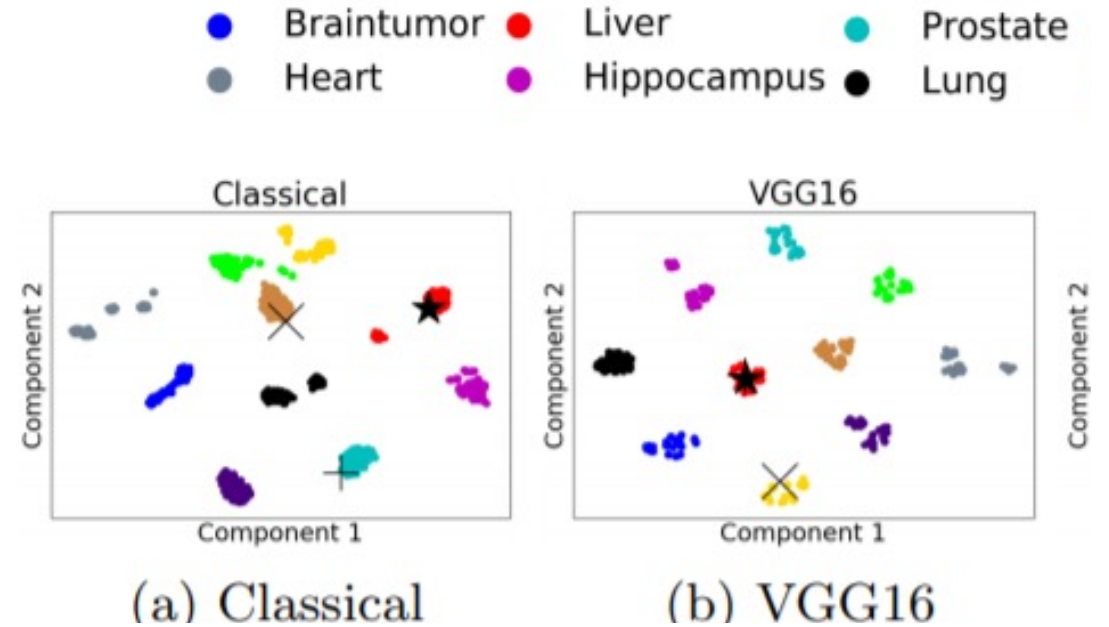 Braintumor Liver Prostate
Heart Hippocampus Lung
Classical VGG16
Component 2
Component 2
Component 2
Component 1 Component 1
(a) Classical (b) VGG16